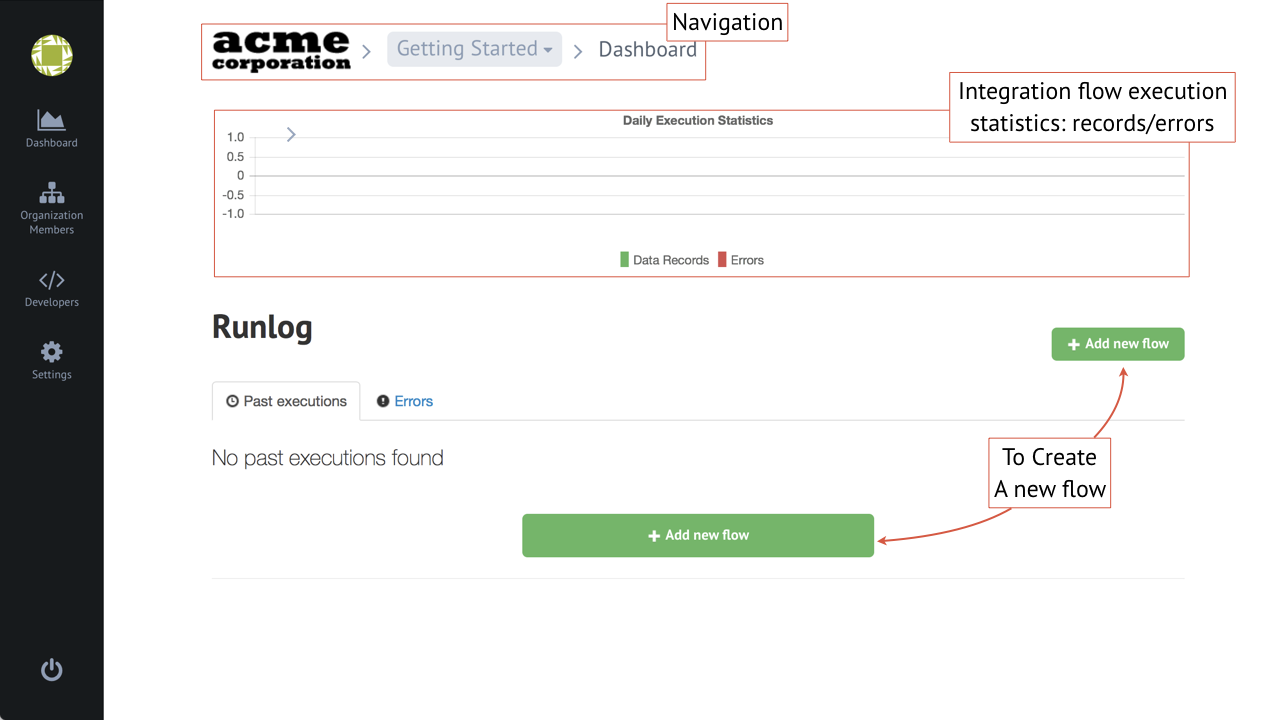 Navigation
acme
corporation
Getting Started
Dashboard
Dashboard
Organization
Members
Developers
Settings
Integration flow execution
statistics: records/errors
Daily Execution Statistics
1.0
0.5
0
-0.5
-1.0
Data Records
Errors
Runlog
Add new flow
Past executions
Errors
No past executions found
To Create
A new flow
Add new flow